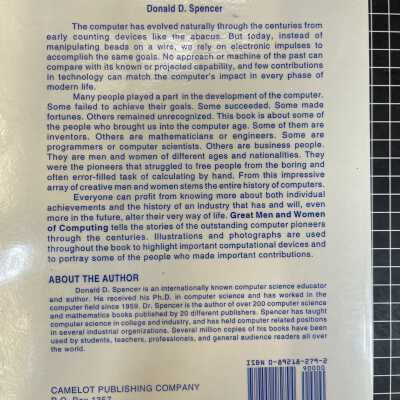 Donald D. Spencer
The computer has evolved naturally through the centuries from
early counting devices like the abacus. But today, instead of
manipulating beads on a wire, we rely on electronic impulses to
accomplish the same goals. No approach or machine of the past can
compare with its known or projected capability, and few contributions
in technology can match the computer's impact in every phase of
modern life.
Many people played a part in the development of the computer.
Some failed to achieve their goals. Some succeeded. Some made
fortunes. Others remained unrecognized. This book is about some of
the people who brought us into the computer age. Some of them are
inventors. Others are mathematicians or engineers. Some are
programmers or computer scientists. Others are business people.
They are men and women of different ages and nationalities. They
were the pioneers that struggled to free people from the boring and
often error-filled task of calculating by hand. From this impressive
array of creative men and women stems the entire history of computers.
Everyone can profit from knowing more about both individual
achievements and the history of an industry that has and will, even
more in the future, alter their very way of life. Great Men and Women
of Computing tells the stories of the outstanding computer pioneers
through the centuries. Illustrations and photographs are used
throughout the book to highlight important computational devices and
to portray some of the people who made important contributions.
ABOUT THE AUTHOR
Donald D. Spencer is an internationally known computer science educator
and author. He received his Ph.D. in computer science and has worked in the
computer field since 1959. Dr. Spencer is the author of over 200 computer science
and mathematics books published by 20 different publishers. Spencer has taught
computer science in college and industry, and has held computer related positions
in several industrial organizations. Several million copies of his books have been
used by students, teachers, professionals, and general audience readers all over
the world.
ISBN 0-89218-279-2
90000
CAMELOT PUBLISHING COMPANY
P.O. Box 1357